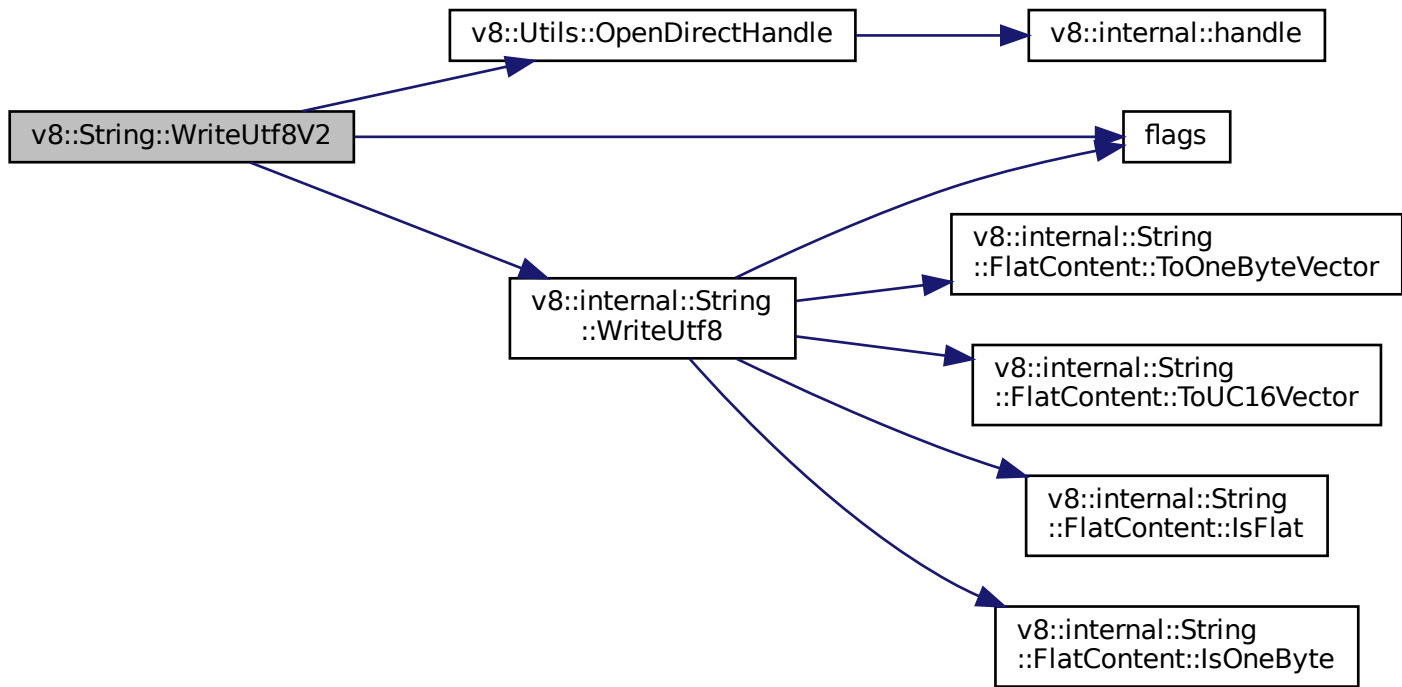 v8::Utils::OpenDirectHandle
v8::internal::handle
v8::String::WriteUtf8V2
flags
v8::internal::String
::FlatContent::ToOneByteVector
v8::internal::String
::WriteUtf8
v8::internal::String
::FlatContent::ToUC16Vector
v8::internal::String
::FlatContent::IsFlat
v8::internal::String
::FlatContent::IsOneByte